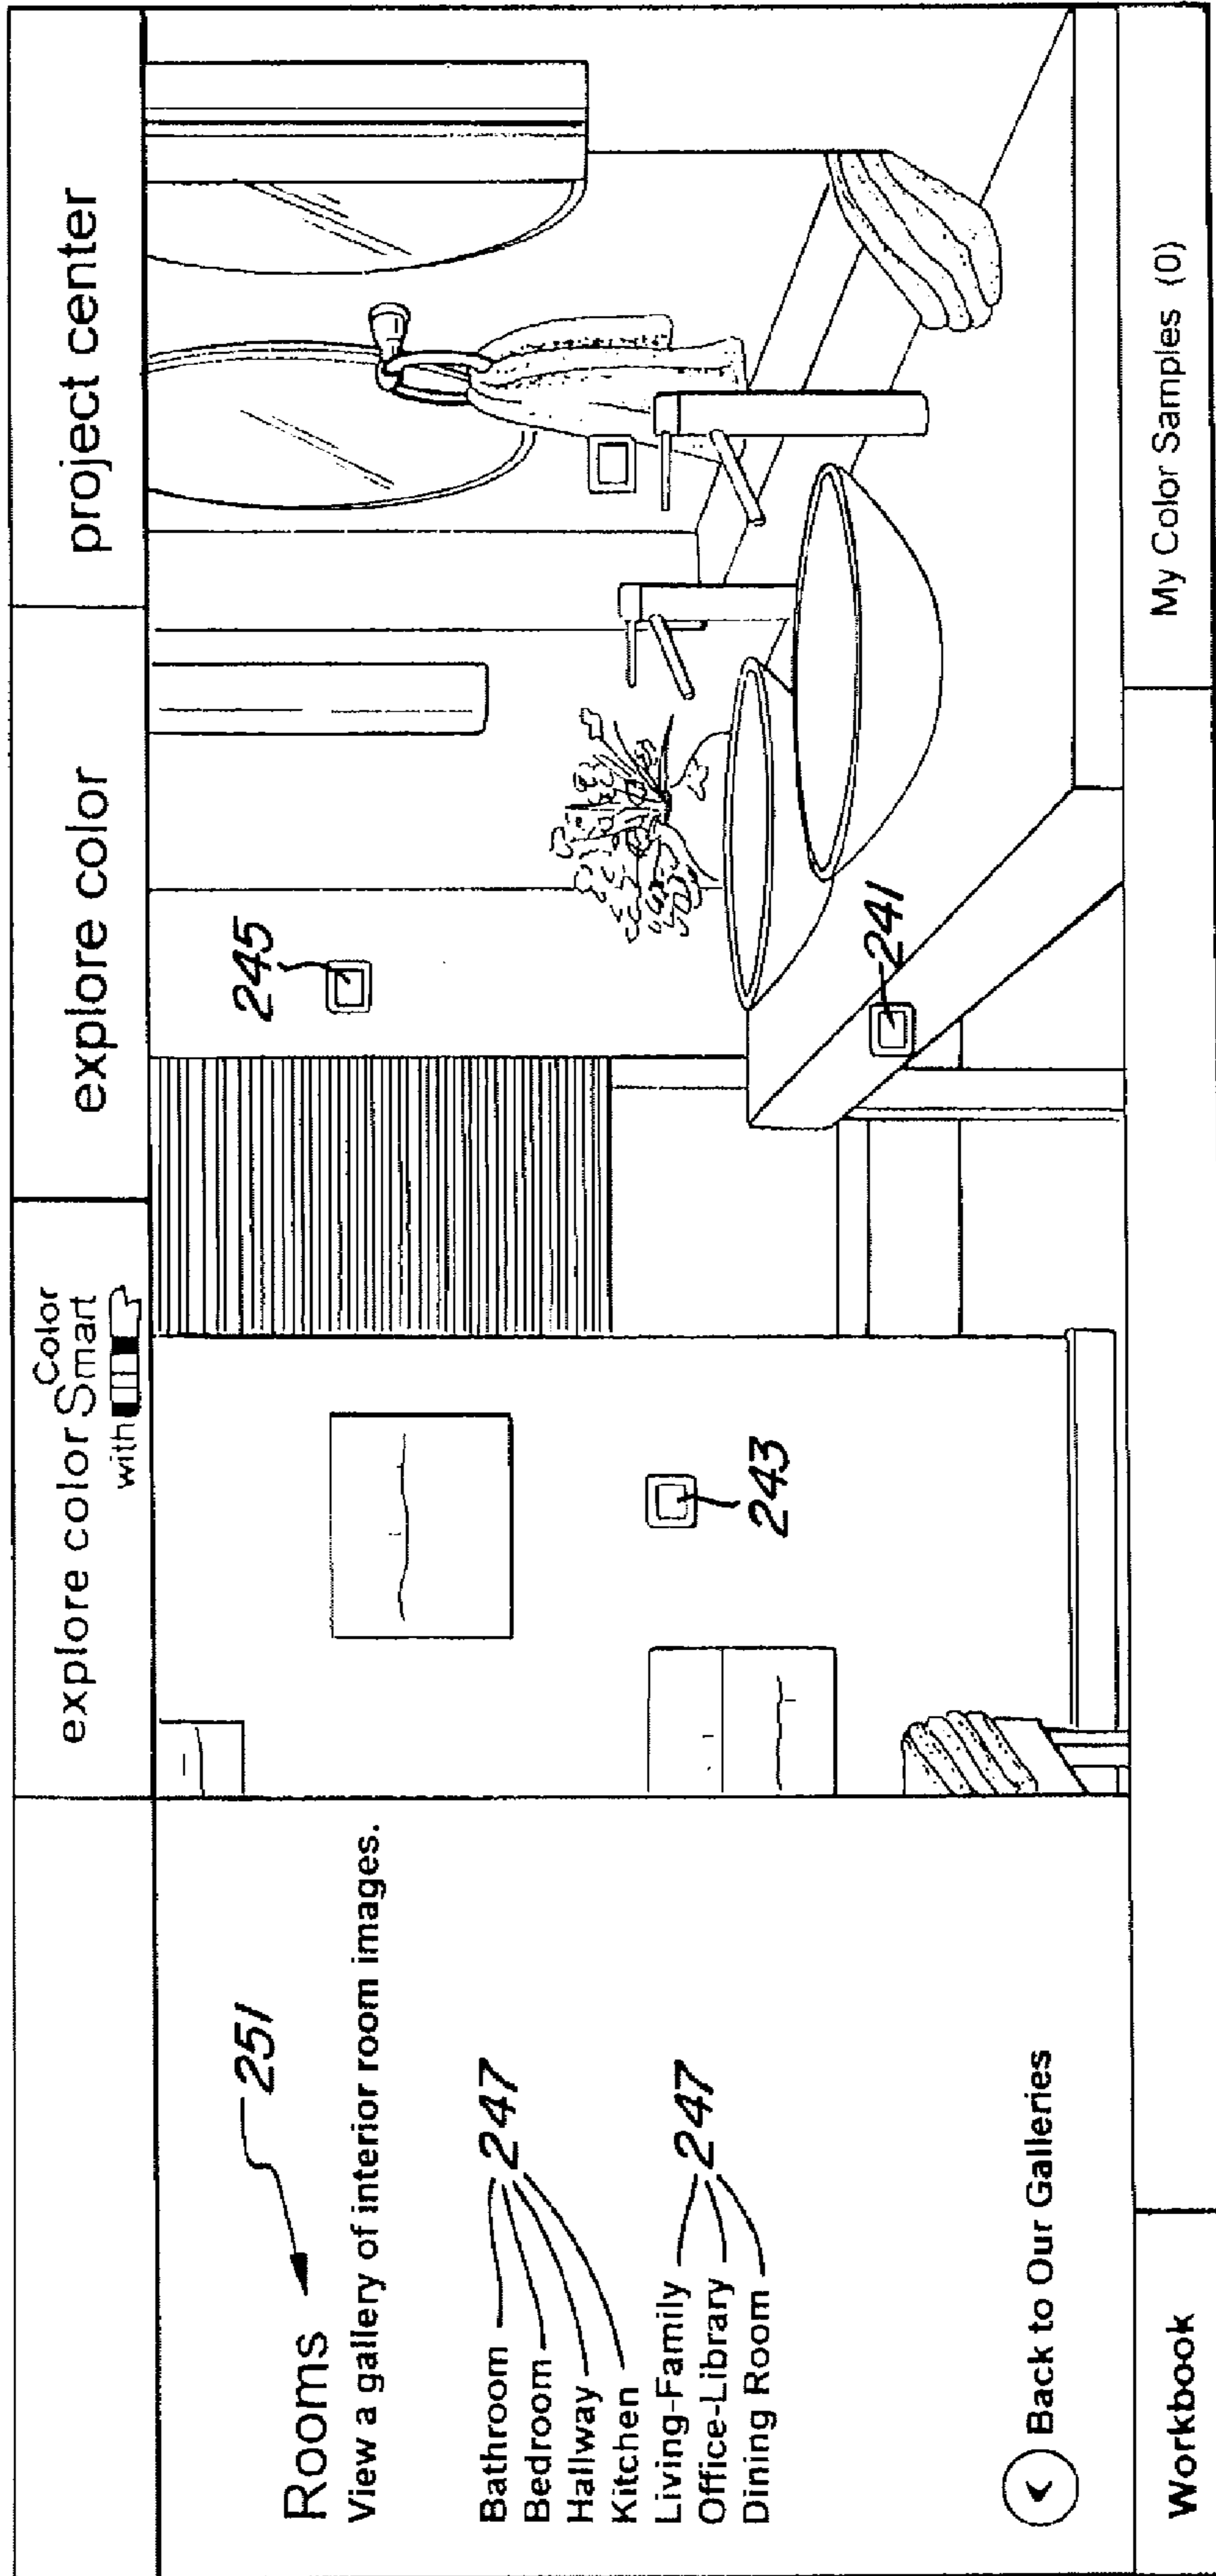 explore color
with
Color
Smart
explore color
project center
Rooms
251
View a gallery of interior room images.
Bathroom
Bedroom
Hallway
Kitchen
247
Living-Family
Office-Library
Dining Room
247
Back to Our Galleries
245
243
241
Workbook
My Color Samples (0)